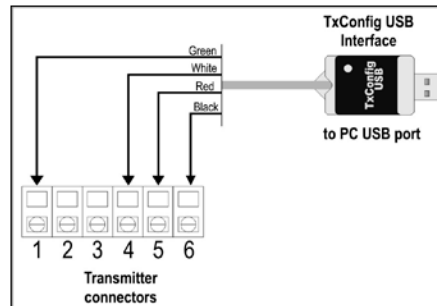 TxConfig USB
Interface
Green
White
Red
Black
TxConfig
USB
to PC USB port
1 2 3 4 5 6
Transmitter
connectors